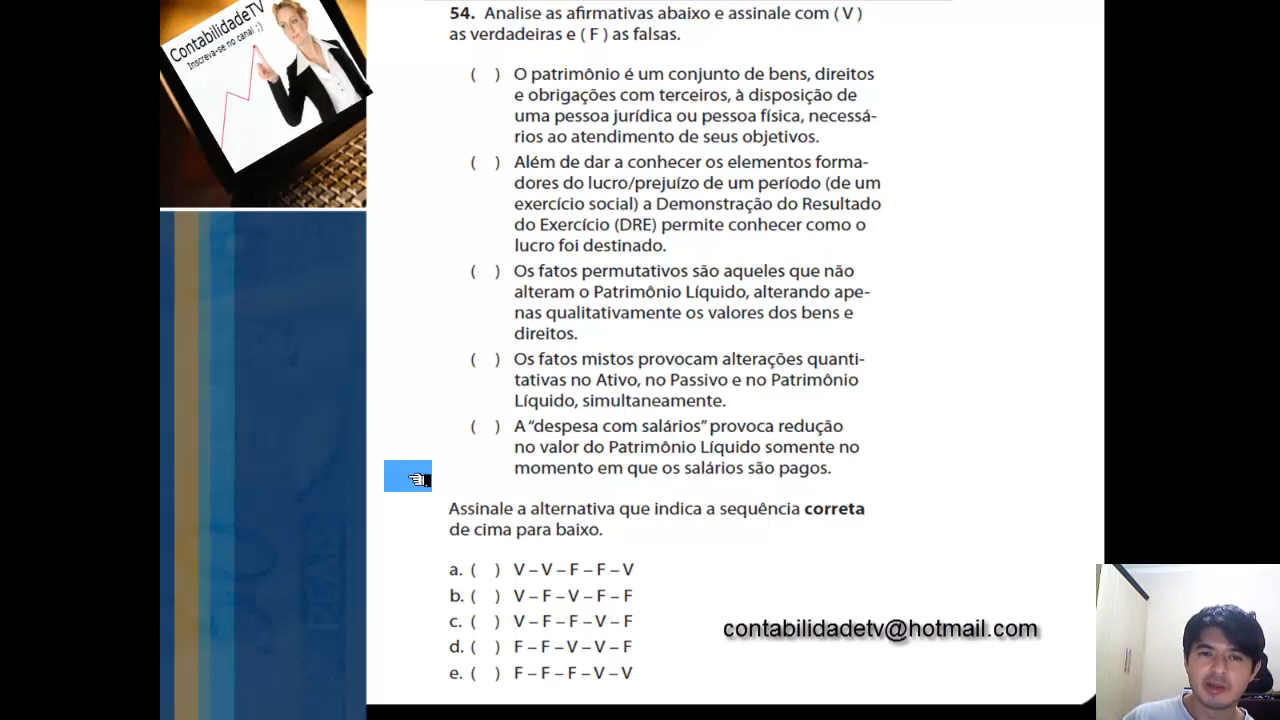 ContabilidadeTV
Inscreva-se no canal ;)
54. Analise as afirmativas abaixo e assinale com ( V )
as verdadeiras e ( F ) as falsas.
( ) O patrimônio é um conjunto de bens, direitos
e obrigações com terceiros, à disposição de
uma pessoa jurídica ou pessoa física, necessá-
rios ao atendimento de seus objetivos.
( ) Além de dar a conhecer os elementos forma-
dores do lucro/prejuízo de um período (de um
exercício social) a Demonstração do Resultado
do Exercício (DRE) permite conhecer como o
lucro foi destinado.
( ) Os fatos permutativos são aqueles que não
alteram o Patrimônio Líquido, alterando ape-
nas qualitativamente os valores dos bens e
direitos.
( ) Os fatos mistos provocam alterações quanti-
tativas no Ativo, no Passivo e no Patrimônio
Líquido, simultaneamente.
( ) A “despesa com salários” provoca redução
no valor do Patrimônio Líquido somente no
momento em que os salários são pagos.
Assinale a alternativa que indica a sequência correta
de cima para baixo.
a. ( ) V – V – F – F – V
b. ( ) V – F – V – F – F
c. ( ) V – F – F – V – F
d. ( ) F – F – V – V – F
e. ( ) F – F – F – V – V
contabilidadetv@hotmail.com